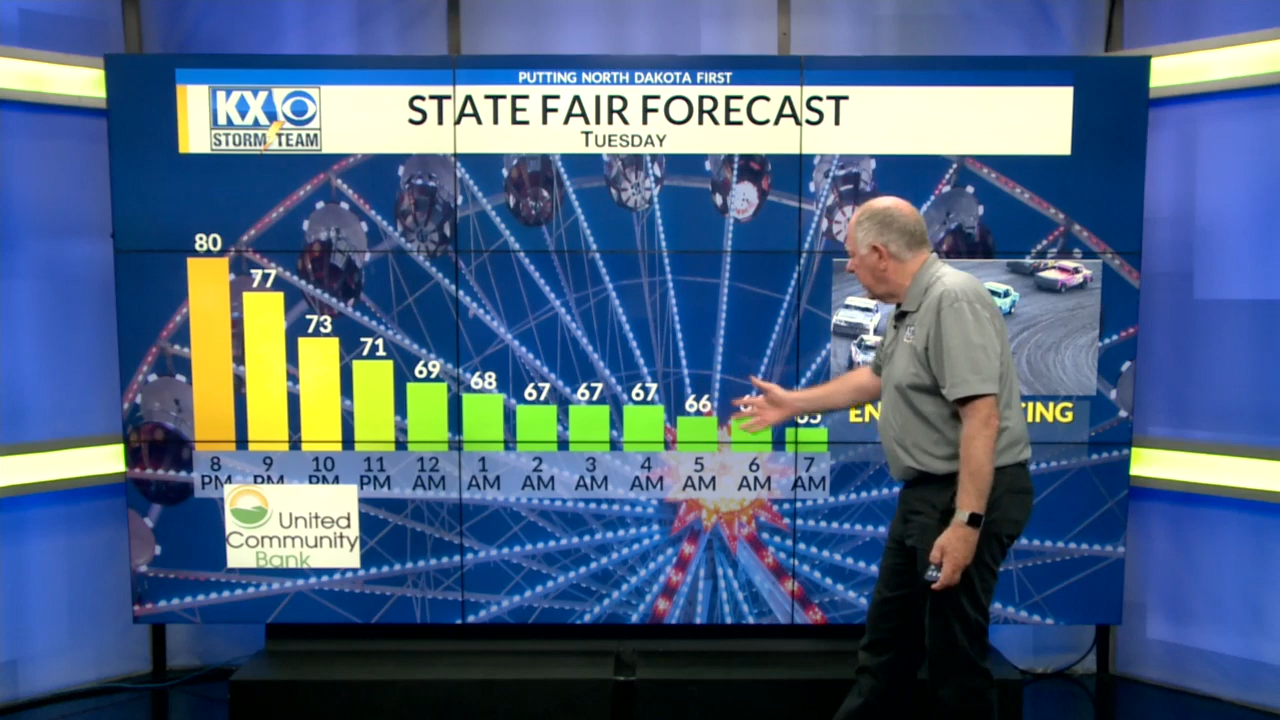 PUTTING NORTH DAKOTA FIRST
KX
STORM TEAM
STATE FAIR FORECAST
TUESDAY
80
77
73
71
69
68
67
67
67
66
65
8 PM
9 PM
10 PM
11 PM
12 AM
1 AM
2 AM
3 AM
4 AM
5 AM
6 AM
7 AM
United
Community
Bank